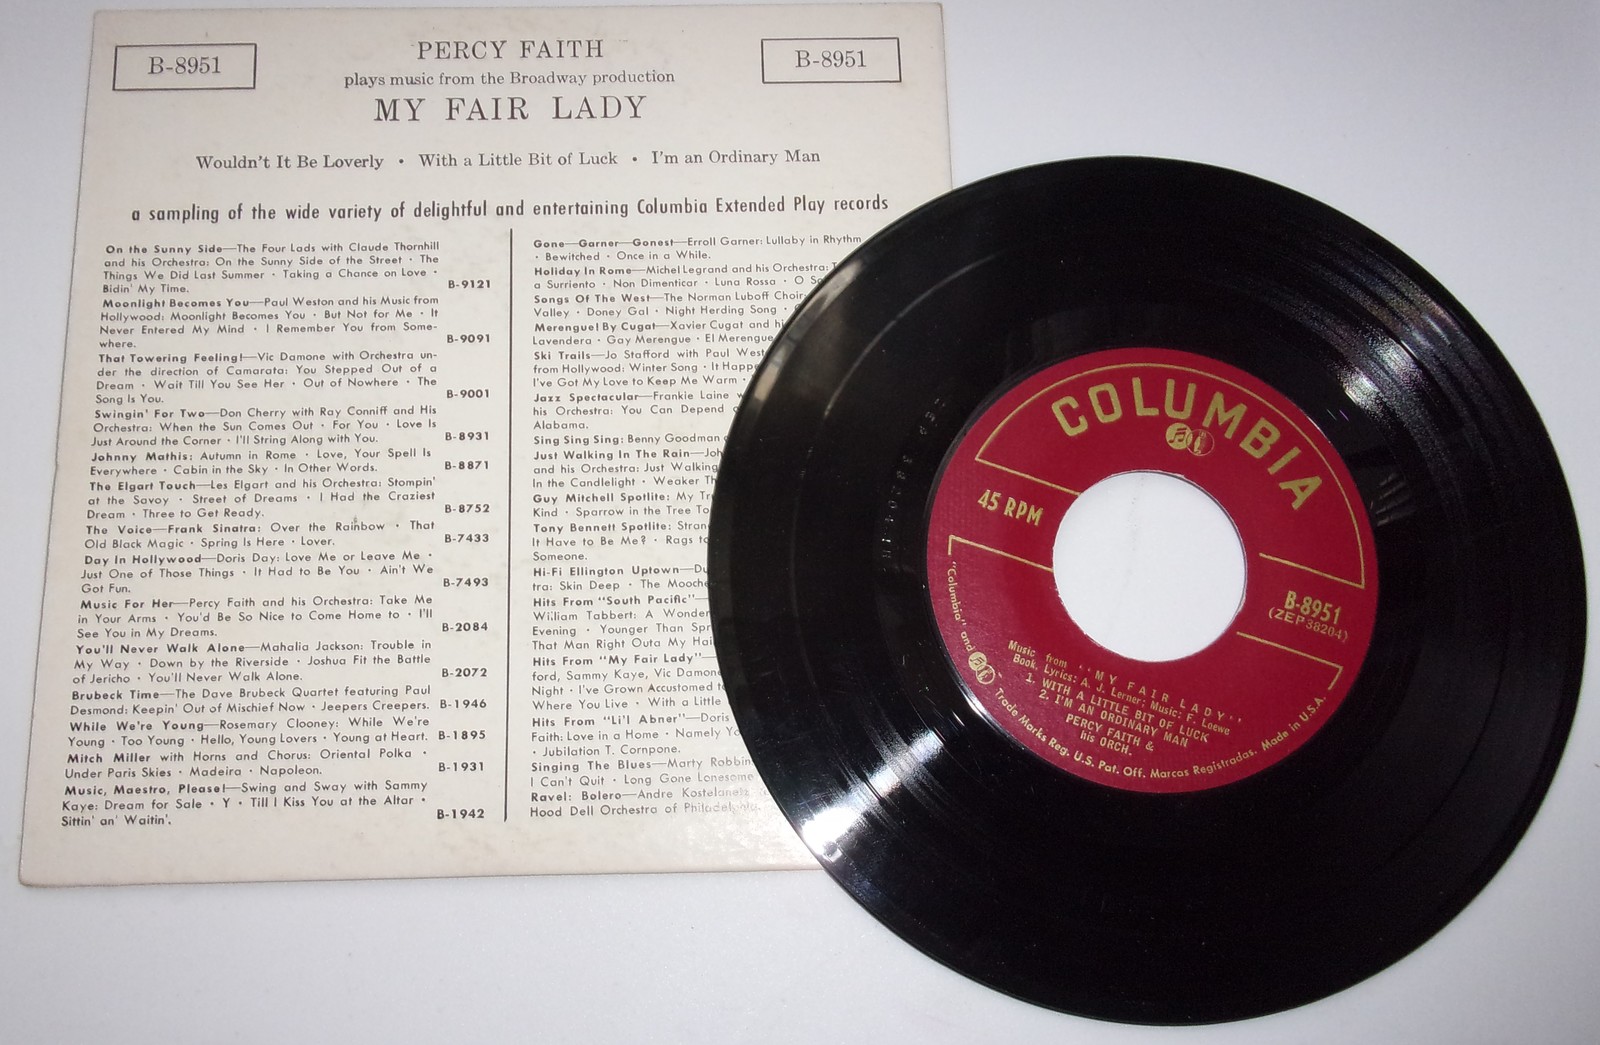 B-8951
PERCY FAITH
B-8951
plays music from the Broadway production
MY FAIR LADY
Wouldn't It Be Loverly • With a Little Bit of Luck • I'm an Ordinary Man
a sampling of the wide variety of delightful and entertaining Columbia Extended Play records
On the Sunny Side—The Four Lads with Claude Thornhill
and his Orchestra: On the Sunny Side of the Street • The
Things We Did Last Summer • Taking a Chance on Love •
Bidin' My Time. B-9121
Moonlight Becomes You—Paul Weston and his Music from
Hollywood: Moonlight Becomes You • But Not for Me • It
Never Entered My Mind • I Remember You from Some-
where. B-9091
That Towering Feeling!—Vic Damone with Orchestra un-
der the direction of Camarata: You Stepped Out of a
Dream • Wait Till You See Her • Out of Nowhere • The
Song Is You. B-9001
Swingin' For Two—Don Cherry with Ray Conniff and His
Orchestra: When the Sun Comes Out • For You • Love Is
Just Around the Corner • I'll String Along with You. B-8931
Johnny Mathis: Autumn in Rome • Love, Your Spell Is
Everywhere • Cabin in the Sky • In Other Words. B-8871
The Elgart Touch—Les Elgart and his Orchestra: Stompin'
at the Savoy • Street of Dreams • I Had the Craziest
Dream • Three to Get Ready. B-8752
The Voice—Frank Sinatra: Over the Rainbow • That
Old Black Magic • Spring Is Here • Lover. B-7433
Day In Hollywood—Doris Day: Love Me or Leave Me •
Just One of Those Things • It Had to Be You • Ain't We
Got Fun. B-7493
Music For Her—Percy Faith and his Orchestra: Take Me
in Your Arms • You'd Be So Nice to Come Home to • I'll
See You in My Dreams. B-2084
You'll Never Walk Alone—Mahalia Jackson: Trouble in
My Way • Down by the Riverside • Joshua Fit the Battle
of Jericho • You'll Never Walk Alone. B-2072
Brubeck Time—The Dave Brubeck Quartet featuring Paul
Desmond: Keepin' Out of Mischief Now • Jeepers Creepers. B-1946
While We're Young—Rosemary Clooney: While We're
Young • Too Young • Hello, Young Lovers • Young at Heart. B-1895
Mitch Miller with Horns and Chorus: Oriental Polka •
Under Paris Skies • Madeira • Napoleon. B-1931
Music, Maestro, Please!—Swing and Sway with Sammy
Kaye: Dream for Sale • Y • Till I Kiss You at the Altar •
Sittin' an' Waitin'. B-1942
Gone—Garner—Gonest—Erroll Garner: Lullaby in Rhythm
• Bewitched • Once in a While.
Holiday In Rome—Michel Legrand and his Orchestra:
a Surriento • Non Dimenticar • Luna Rossa • O
Songs Of The West—The Norman Luboff Choir:
Valley • Doney Gal • Night Herding Song •
Merengue! By Cugat—Xavier Cugat and
Lavendera • Gay Merengue • El Merengue
Ski Trails—Jo Stafford with Paul
from Hollywood: Winter Song • It
I've Got My Love to Keep Me Warm •
Jazz Spectacular—Frankie Laine
his Orchestra: You Can Depend
Alabama.
Sing Sing Sing: Benny Goodman
Just Walking In The Rain—
and his Orchestra: Just Walking
In the Candlelight • Weaker
Guy Mitchell Spotlite: My
Kind • Sparrow in the Tree
Tony Bennett Spotlite:
It Have to Be Me? • Rags
Someone.
Hi-Fi Ellington Uptown—
tra: Skin Deep • The
Hits From "South Pacific"—
William Tabbert: A
Evening • Younger Than
That Man Right Outa My
Hits From "My Fair Lady"—
ford, Sammy Kaye, Vic Damone
Night • I've Grown Accustomed
Where You Live • With a Little
Hits From "Li'l Abner"—Doris
Faith: Love in a Home • Namely
• Jubilation T. Cornpone.
Singing The Blues—Marty
I Can't Quit • Long Gone Lonesome
Ravel: Bolero—Andre Kostelanetz
Hood Dell Orchestra of Philadelphia.
COLUMBIA
45 RPM
B-8951
(ZEP38204)
Music from "MY FAIR LADY"
Book, Lyrics: A. J. Lerner; Music: F. Loewe
1. WITH A LITTLE BIT OF LUCK
2. I'M AN ORDINARY MAN
PERCY FAITH &
his ORCH.
"Columbia" and Trade Marks Reg. U.S. Pat. Off. Marcas Registradas. Made in U.S.A.